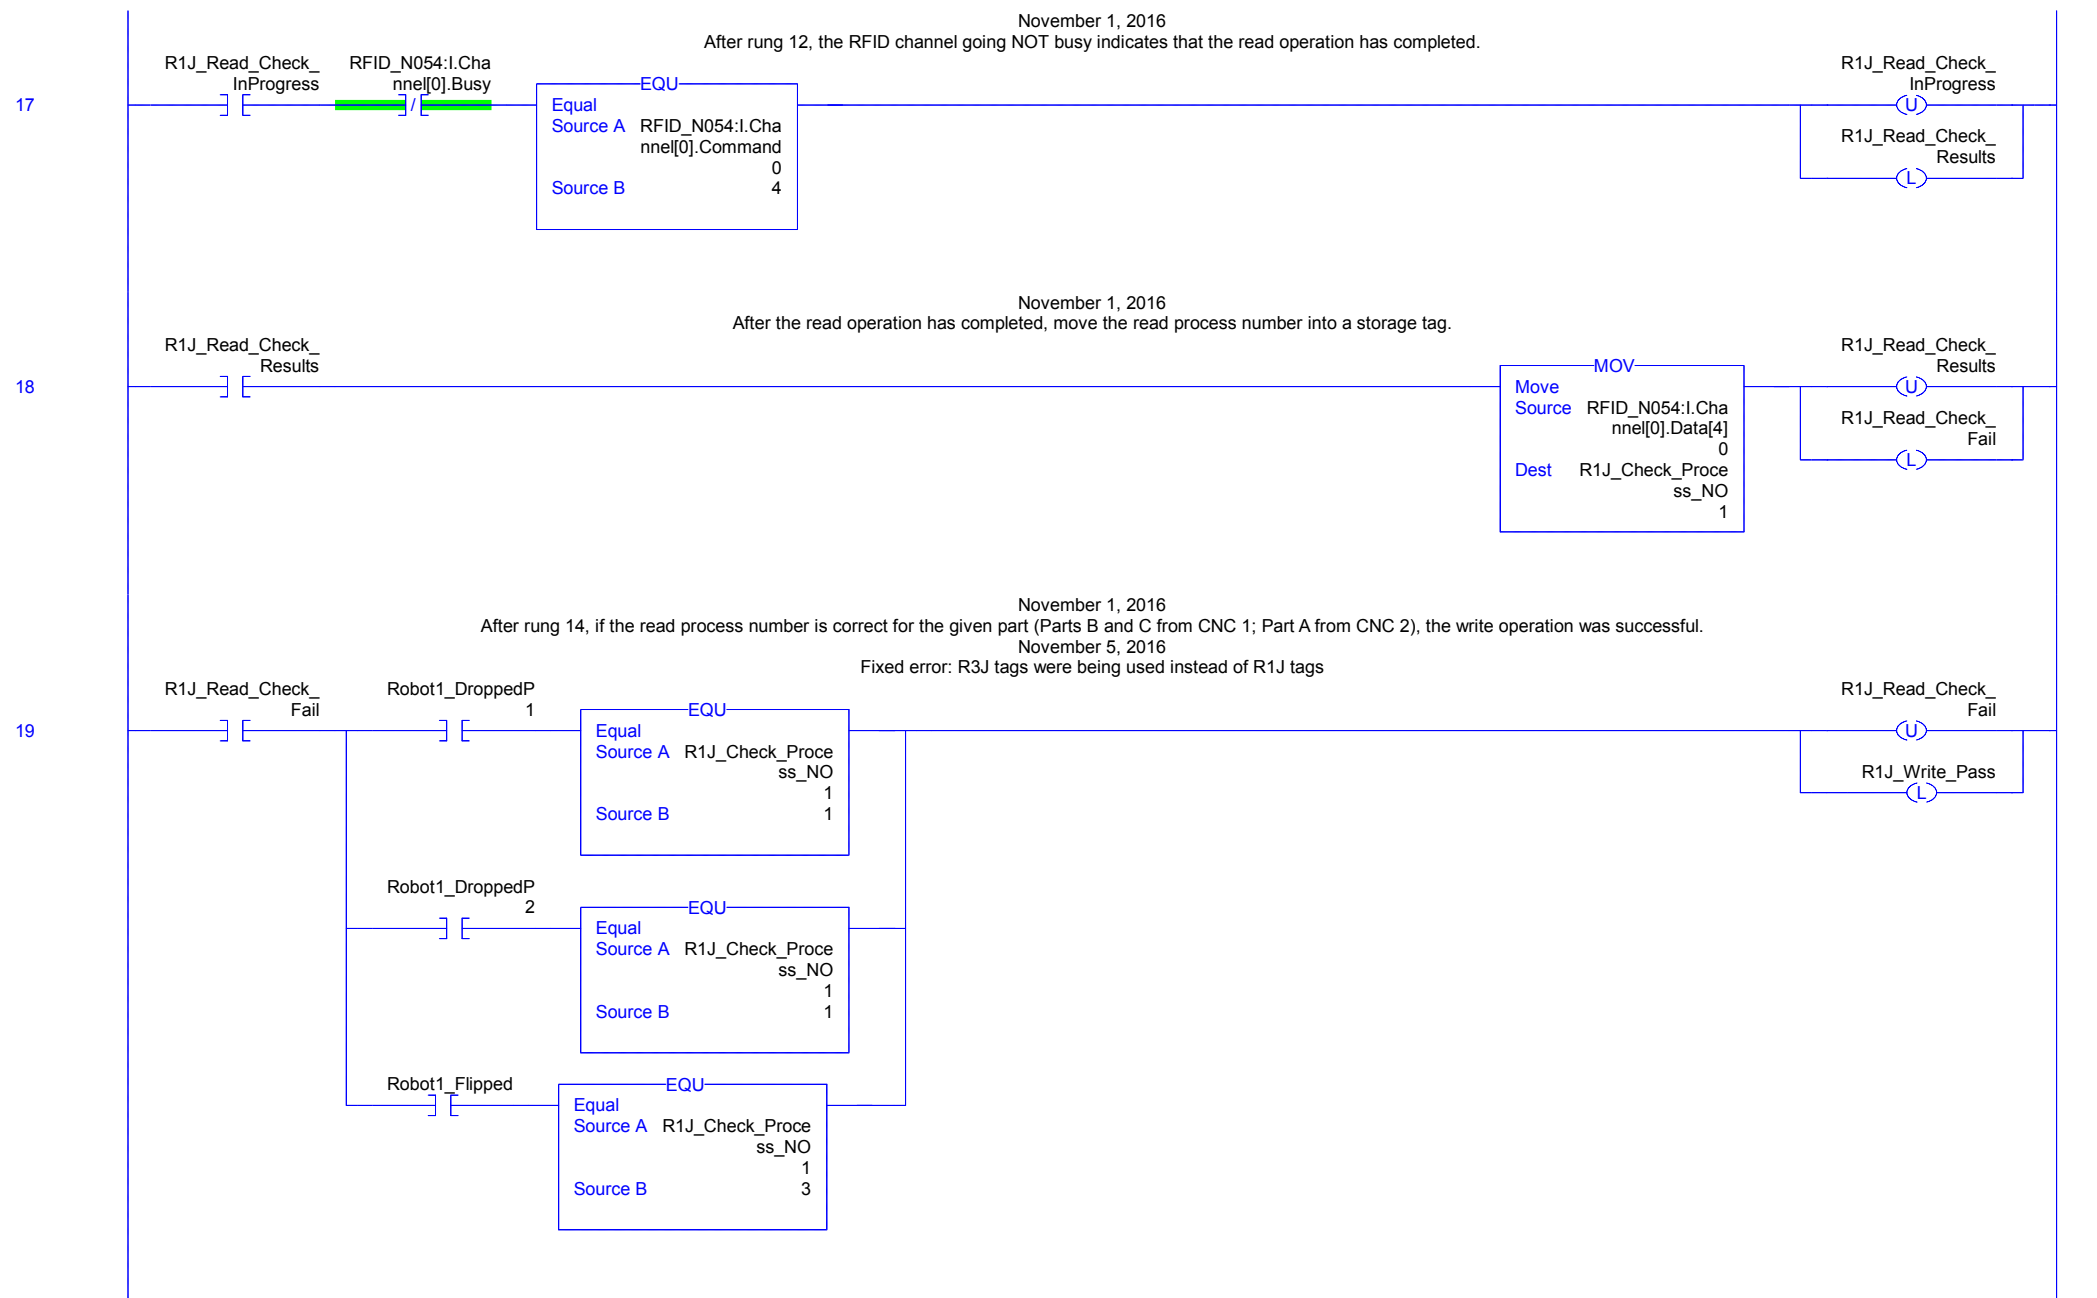 November 1, 2016
After rung 12, the RFID channel going NOT busy indicates that the read operation has completed.
R1J_Read_Check_
InProgress
RFID_N054:I.Cha
nnel[0].Busy
R1J_Read_Check_
InProgress
17
/
EQU
Equal
Source A RFID_N054:I.Cha
nnel[0].Command
0
Source B 4
U
R1J_Read_Check_
Results
L
November 1, 2016
After the read operation has completed, move the read process number into a storage tag.
R1J_Read_Check_
Results
R1J_Read_Check_
Results
18
MOV
Move
Source RFID_N054:I.Cha
nnel[0].Data[4]
0
Dest R1J_Check_Proce
ss_NO
1
U
R1J_Read_Check_
Fail
L
November 1, 2016
After rung 14, if the read process number is correct for the given part (Parts B and C from CNC 1; Part A from CNC 2), the write operation was successful.
November 5, 2016
Fixed error: R3J tags were being used instead of R1J tags
R1J_Read_Check_
Fail
Robot1_DroppedP
1
R1J_Read_Check_
Fail
19
EQU
Equal
Source A R1J_Check_Proce
ss_NO
1
Source B 1
U
R1J_Write_Pass
L
Robot1_DroppedP
2
EQU
Equal
Source A R1J_Check_Proce
ss_NO
1
Source B 1
Robot1_Flipped
EQU
Equal
Source A R1J_Check_Proce
ss_NO
1
Source B 3